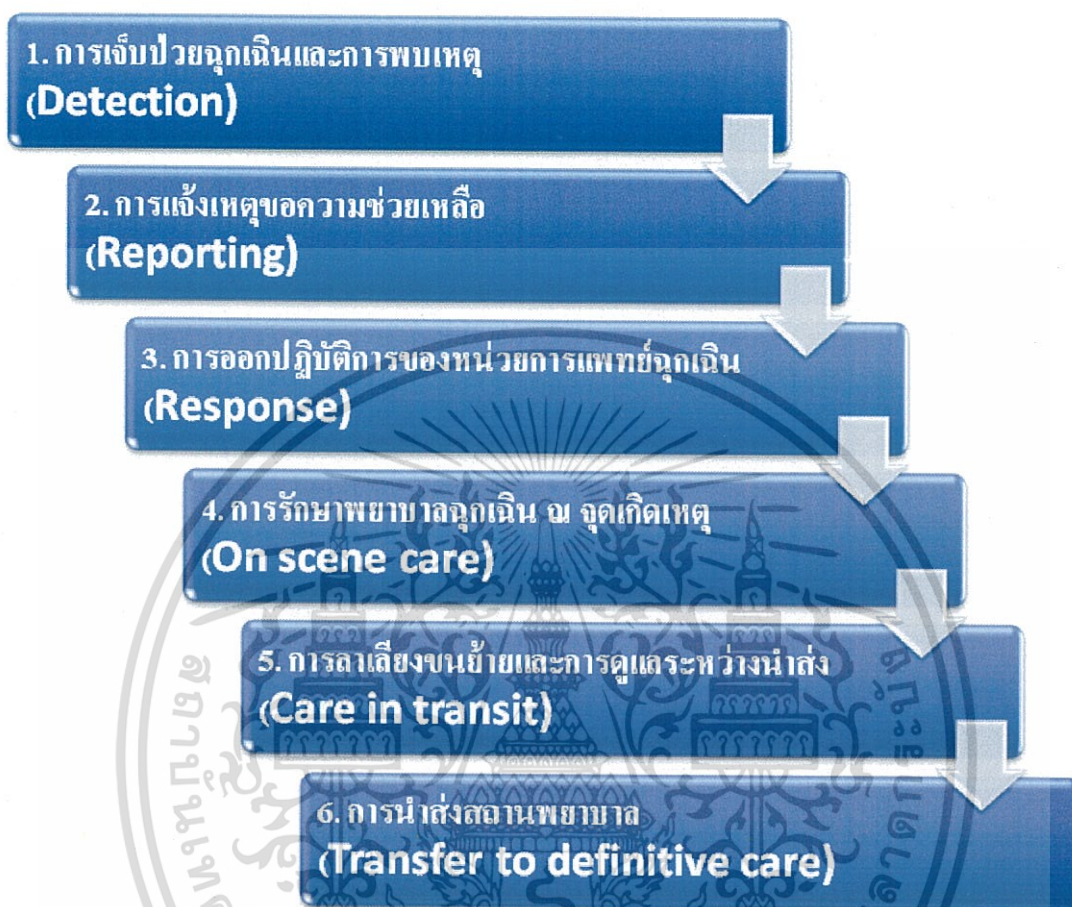 1. การเจ็บป่วยฉุกเฉินและการพบเหตุ
(Detection)
2. การแจ้งเหตุขอความช่วยเหลือ
(Reporting)
3. การออกปฏิบัติการของหน่วยการแพทย์ฉุกเฉิน
(Response)
4. การรักษาพยาบาลฉุกเฉิน ณ จุดเกิดเหตุ
(On scene care)
5. การลาเลียงขนย้ายและการดูแลระหว่างนำส่ง
(Care in transit)
6. การนำส่งสถานพยาบาล
(Transfer to definitive care)